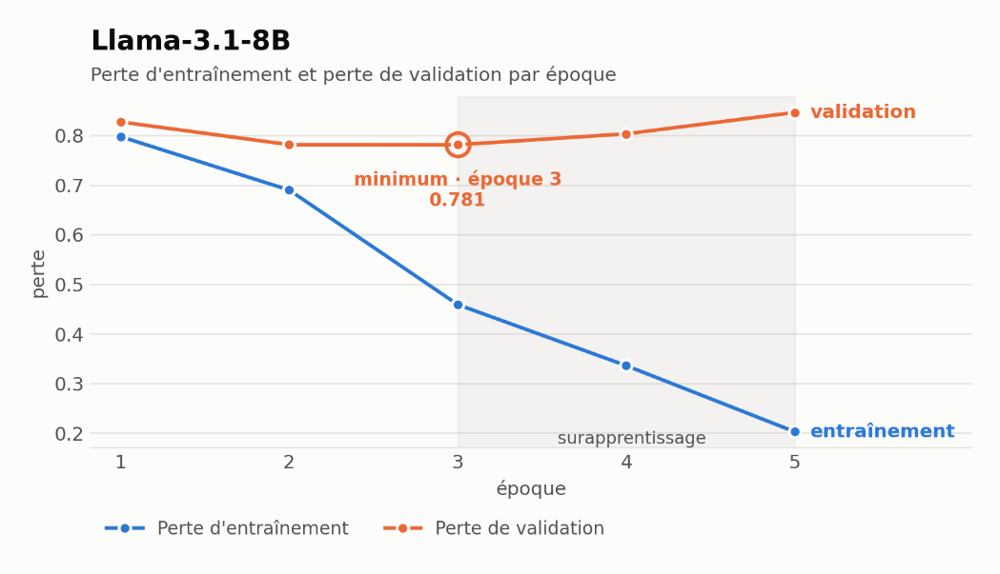 Llama-3.1-8B
Perte d'entraînement et perte de validation par époque
validation
0.8
minimum · époque 3
0.781
0.7
0.6
perte
0.5
0.4
0.3
0.2
surapprentissage
entraînement
1 2 3 4 5
époque
Perte d'entraînement Perte de validation